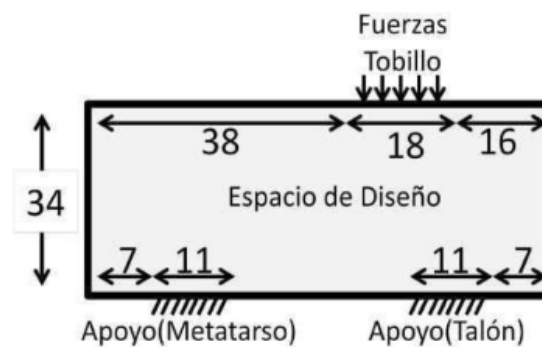 Fuerzas
Tobillo
38 18 16
34
Espacio de Diseño
7 11 11 7
Apoyo(Metatarso) Apoyo(Talón)